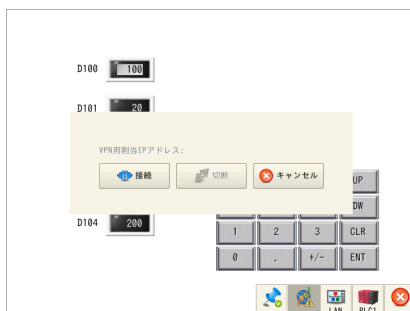 D100 100
D101 20
VPN用割当IPアドレス:
接続 切断 キャンセル
UP
DW
D104 200
1 2 3 CLR
0 . +/- ENT
LAN PLC1